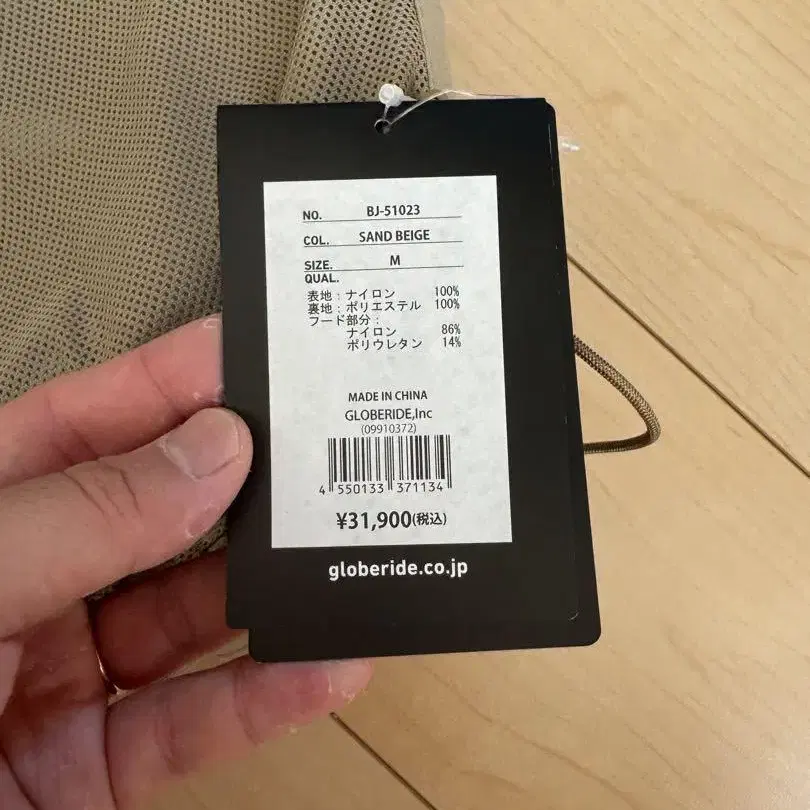 NO. BJ-51023
COL. SAND BEIGE
SIZE. M
QUAL.
表地：ナイロン 100%
裏地：ポリエステル 100%
フード部分：
ナイロン 86%
ポリウレタン 14%
MADE IN CHINA
GLOBERIDE,Inc
(09910372)
4 550133 371134
¥31,900(税込)
globeride.co.jp